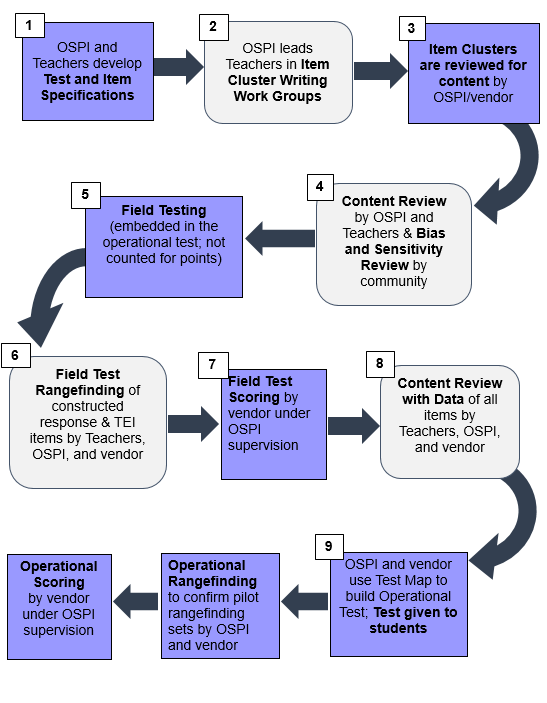 1
OSPI and
Teachers develop
Test and Item
Specifications
2
OSPI leads
Teachers in Item
Cluster Writing
Work Groups
3
Item Clusters
are reviewed for
content by
OSPI/vendor
4
Content Review
by OSPI and
Teachers & Bias
and Sensitivity
Review by
community
5
Field Testing
(embedded in the
operational test; not
counted for points)
6
Field Test
Rangefinding of
constructed
response & TEI
items by Teachers,
OSPI, and vendor
7
Field Test
Scoring by
vendor under
OSPI
supervision
8
Content Review
with Data of all
items by
Teachers, OSPI,
and vendor
9
OSPI and vendor
use Test Map to
build Operational
Test; Test given to
students
Operational
Rangefinding
to confirm pilot
rangefinding
sets by OSPI
and vendor
Operational
Scoring
by vendor
under OSPI
supervision